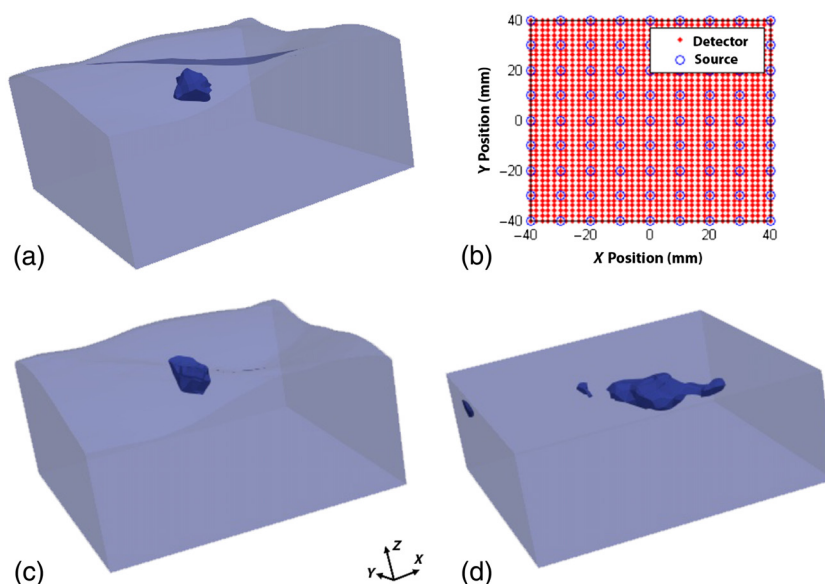 40
20
0
−20
−40
Y Position (mm)
Detector
Source
−40
−20
0
20
40
X Position (mm)
(a)
(b)
Z
Y
X
(c)
(d)